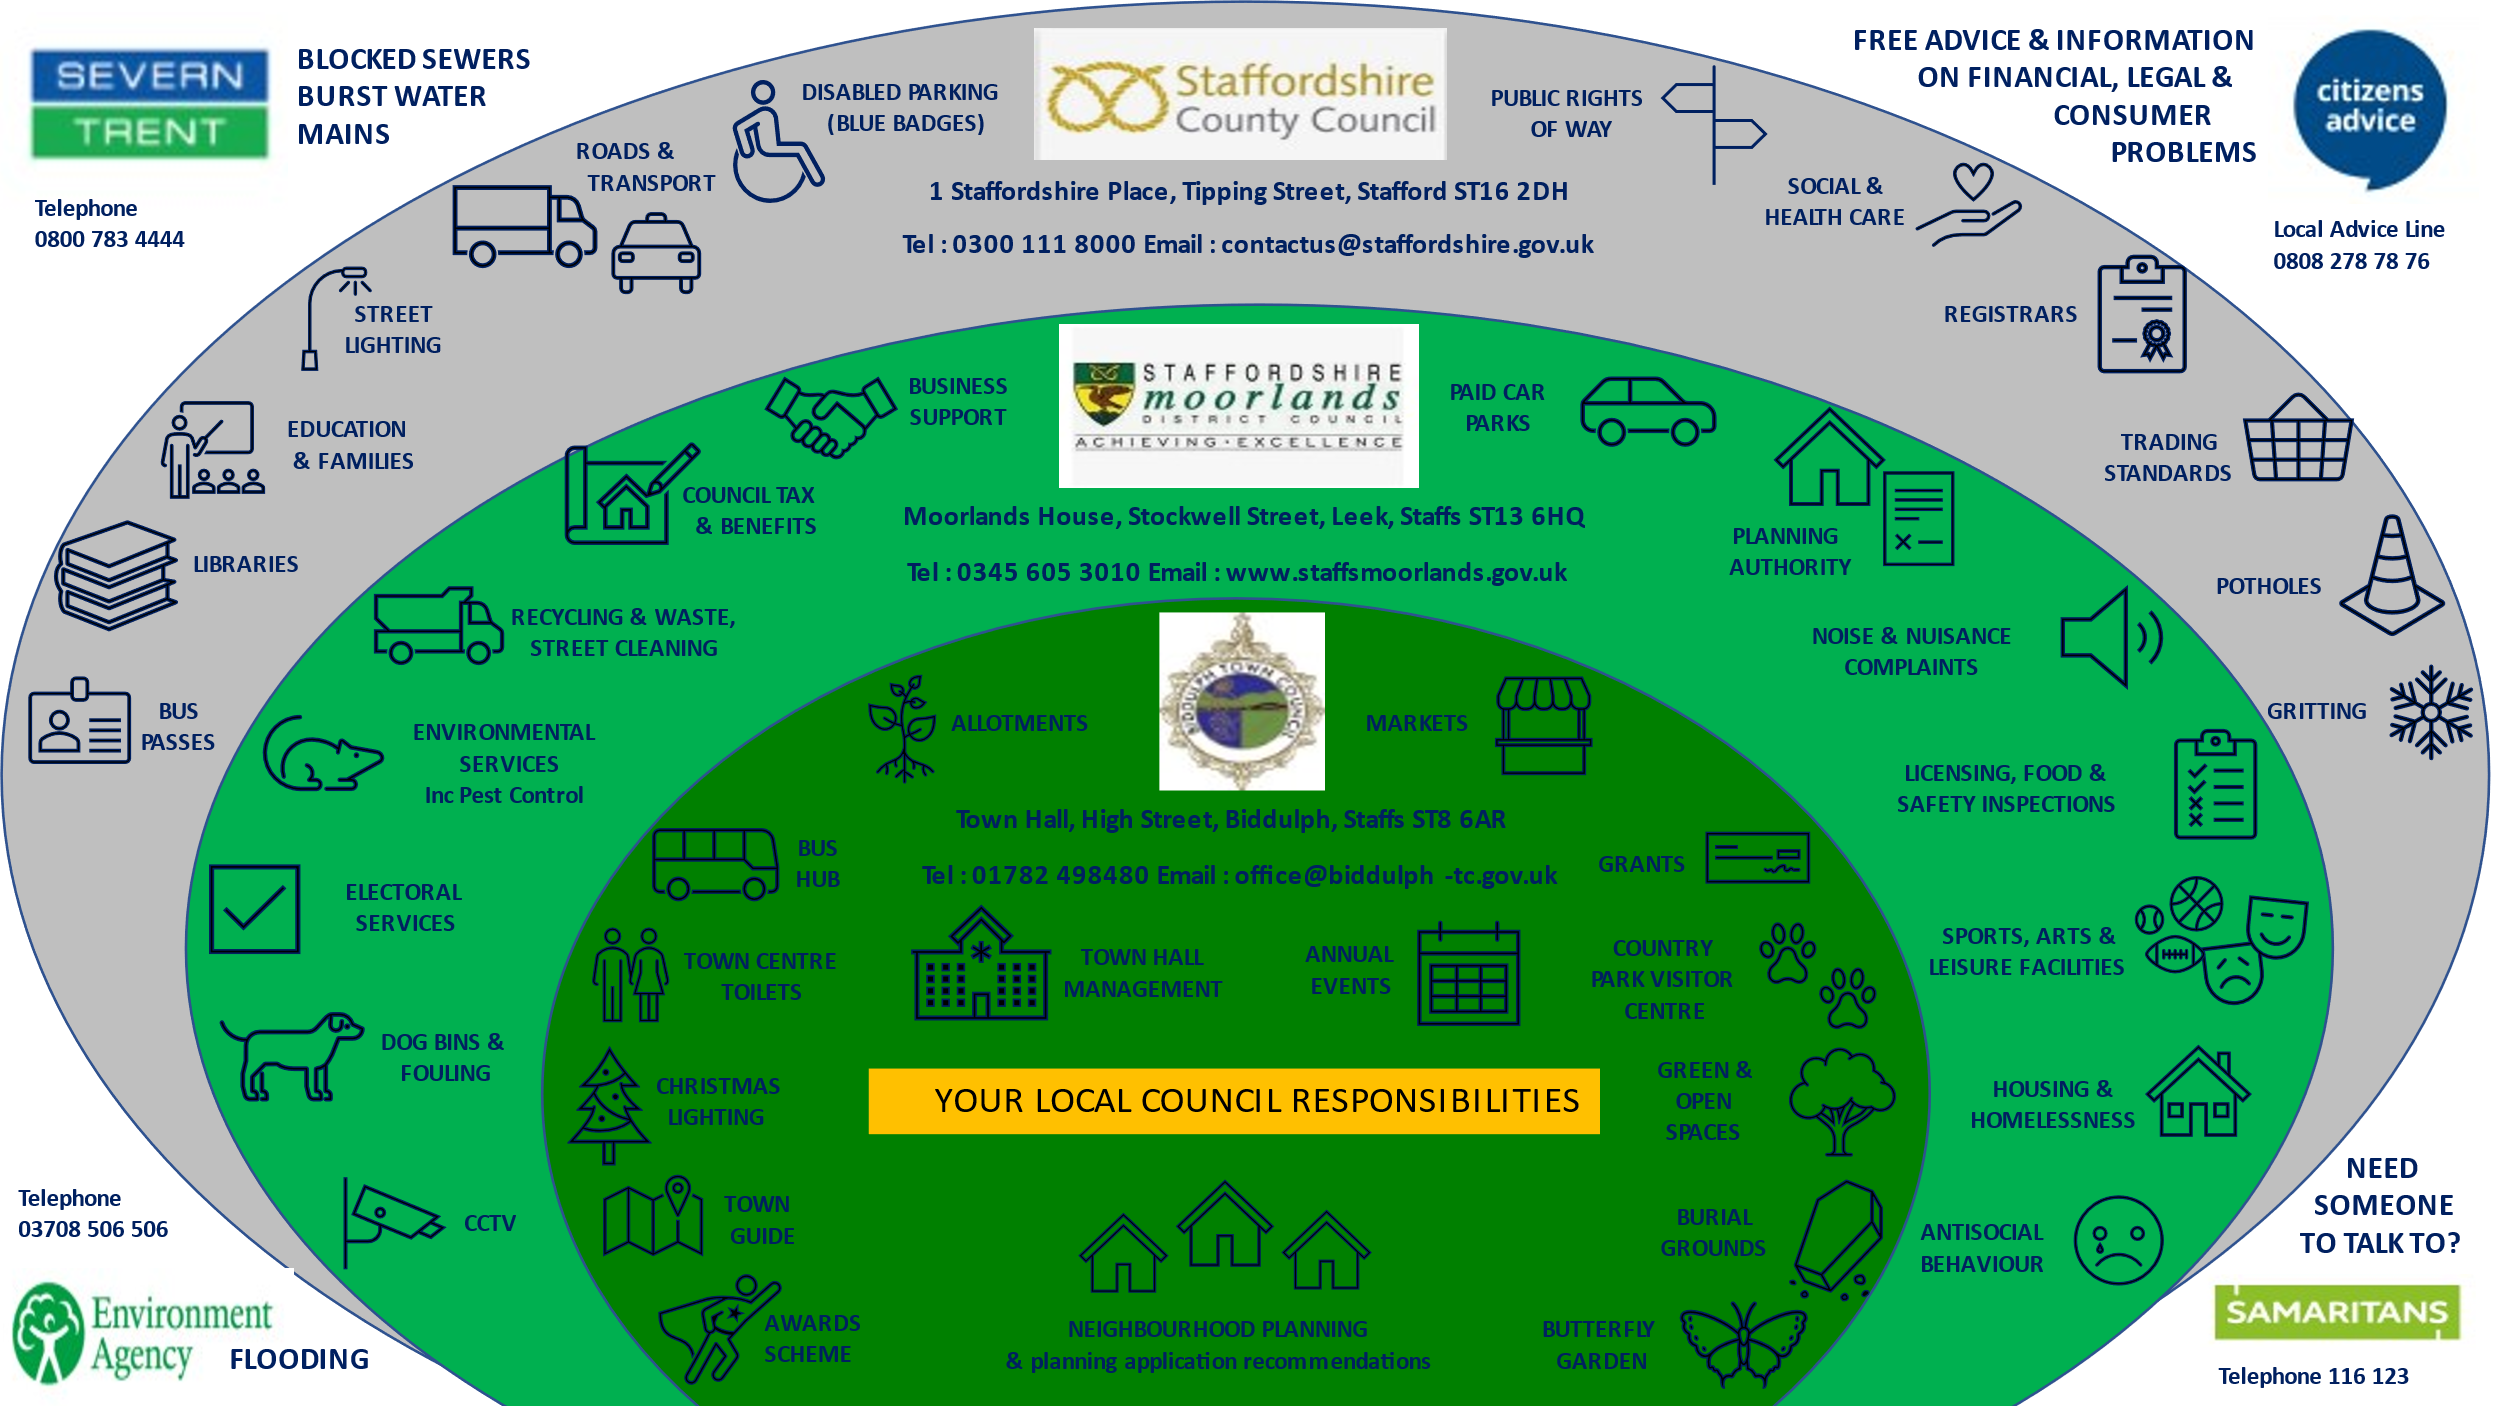 SEVERN
TRENT
BLOCKED SEWERS
BURST WATER
MAINS
Telephone
0800 783 4444
FREE ADVICE & INFORMATION
ON FINANCIAL, LEGAL &
CONSUMER
PROBLEMS
citizens
advice
Local Advice Line
0808 278 78 76
Staffordshire
County Council
1 Staffordshire Place, Tipping Street, Stafford ST16 2DH
Tel : 0300 111 8000 Email : contactus@staffordshire.gov.uk
DISABLED PARKING
(BLUE BADGES)
ROADS &
TRANSPORT
STREET
LIGHTING
EDUCATION
& FAMILIES
LIBRARIES
BUS
PASSES
PUBLIC RIGHTS
OF WAY
SOCIAL &
HEALTH CARE
REGISTRARS
TRADING
STANDARDS
POTHOLES
GRITTING
STAFFORDSHIRE
moorlands
DISTRICT COUNCIL
ACHIEVING · EXCELLENCE
Moorlands House, Stockwell Street, Leek, Staffs ST13 6HQ
Tel : 0345 605 3010 Email : www.staffsmoorlands.gov.uk
BUSINESS
SUPPORT
COUNCIL TAX
& BENEFITS
RECYCLING & WASTE,
STREET CLEANING
ENVIRONMENTAL
SERVICES
Inc Pest Control
ELECTORAL
SERVICES
DOG BINS &
FOULING
CCTV
PAID CAR
PARKS
PLANNING
AUTHORITY
NOISE & NUISANCE
COMPLAINTS
LICENSING, FOOD &
SAFETY INSPECTIONS
SPORTS, ARTS &
LEISURE FACILITIES
HOUSING &
HOMELESSNESS
ANTISOCIAL
BEHAVIOUR
BIDDULPH TOWN COUNCIL
ALLOTMENTS
MARKETS
Town Hall, High Street, Biddulph, Staffs ST8 6AR
Tel : 01782 498480 Email : office@biddulph -tc.gov.uk
BUS
HUB
TOWN CENTRE
TOILETS
TOWN HALL
MANAGEMENT
ANNUAL
EVENTS
GRANTS
COUNTRY
PARK VISITOR
CENTRE
CHRISTMAS
LIGHTING
YOUR LOCAL COUNCIL RESPONSIBILITIES
GREEN &
OPEN
SPACES
TOWN
GUIDE
BURIAL
GROUNDS
AWARDS
SCHEME
NEIGHBOURHOOD PLANNING
& planning application recommendations
BUTTERFLY
GARDEN
Telephone
03708 506 506
Environment
Agency
FLOODING
NEED
SOMEONE
TO TALK TO?
SAMARITANS
Telephone 116 123